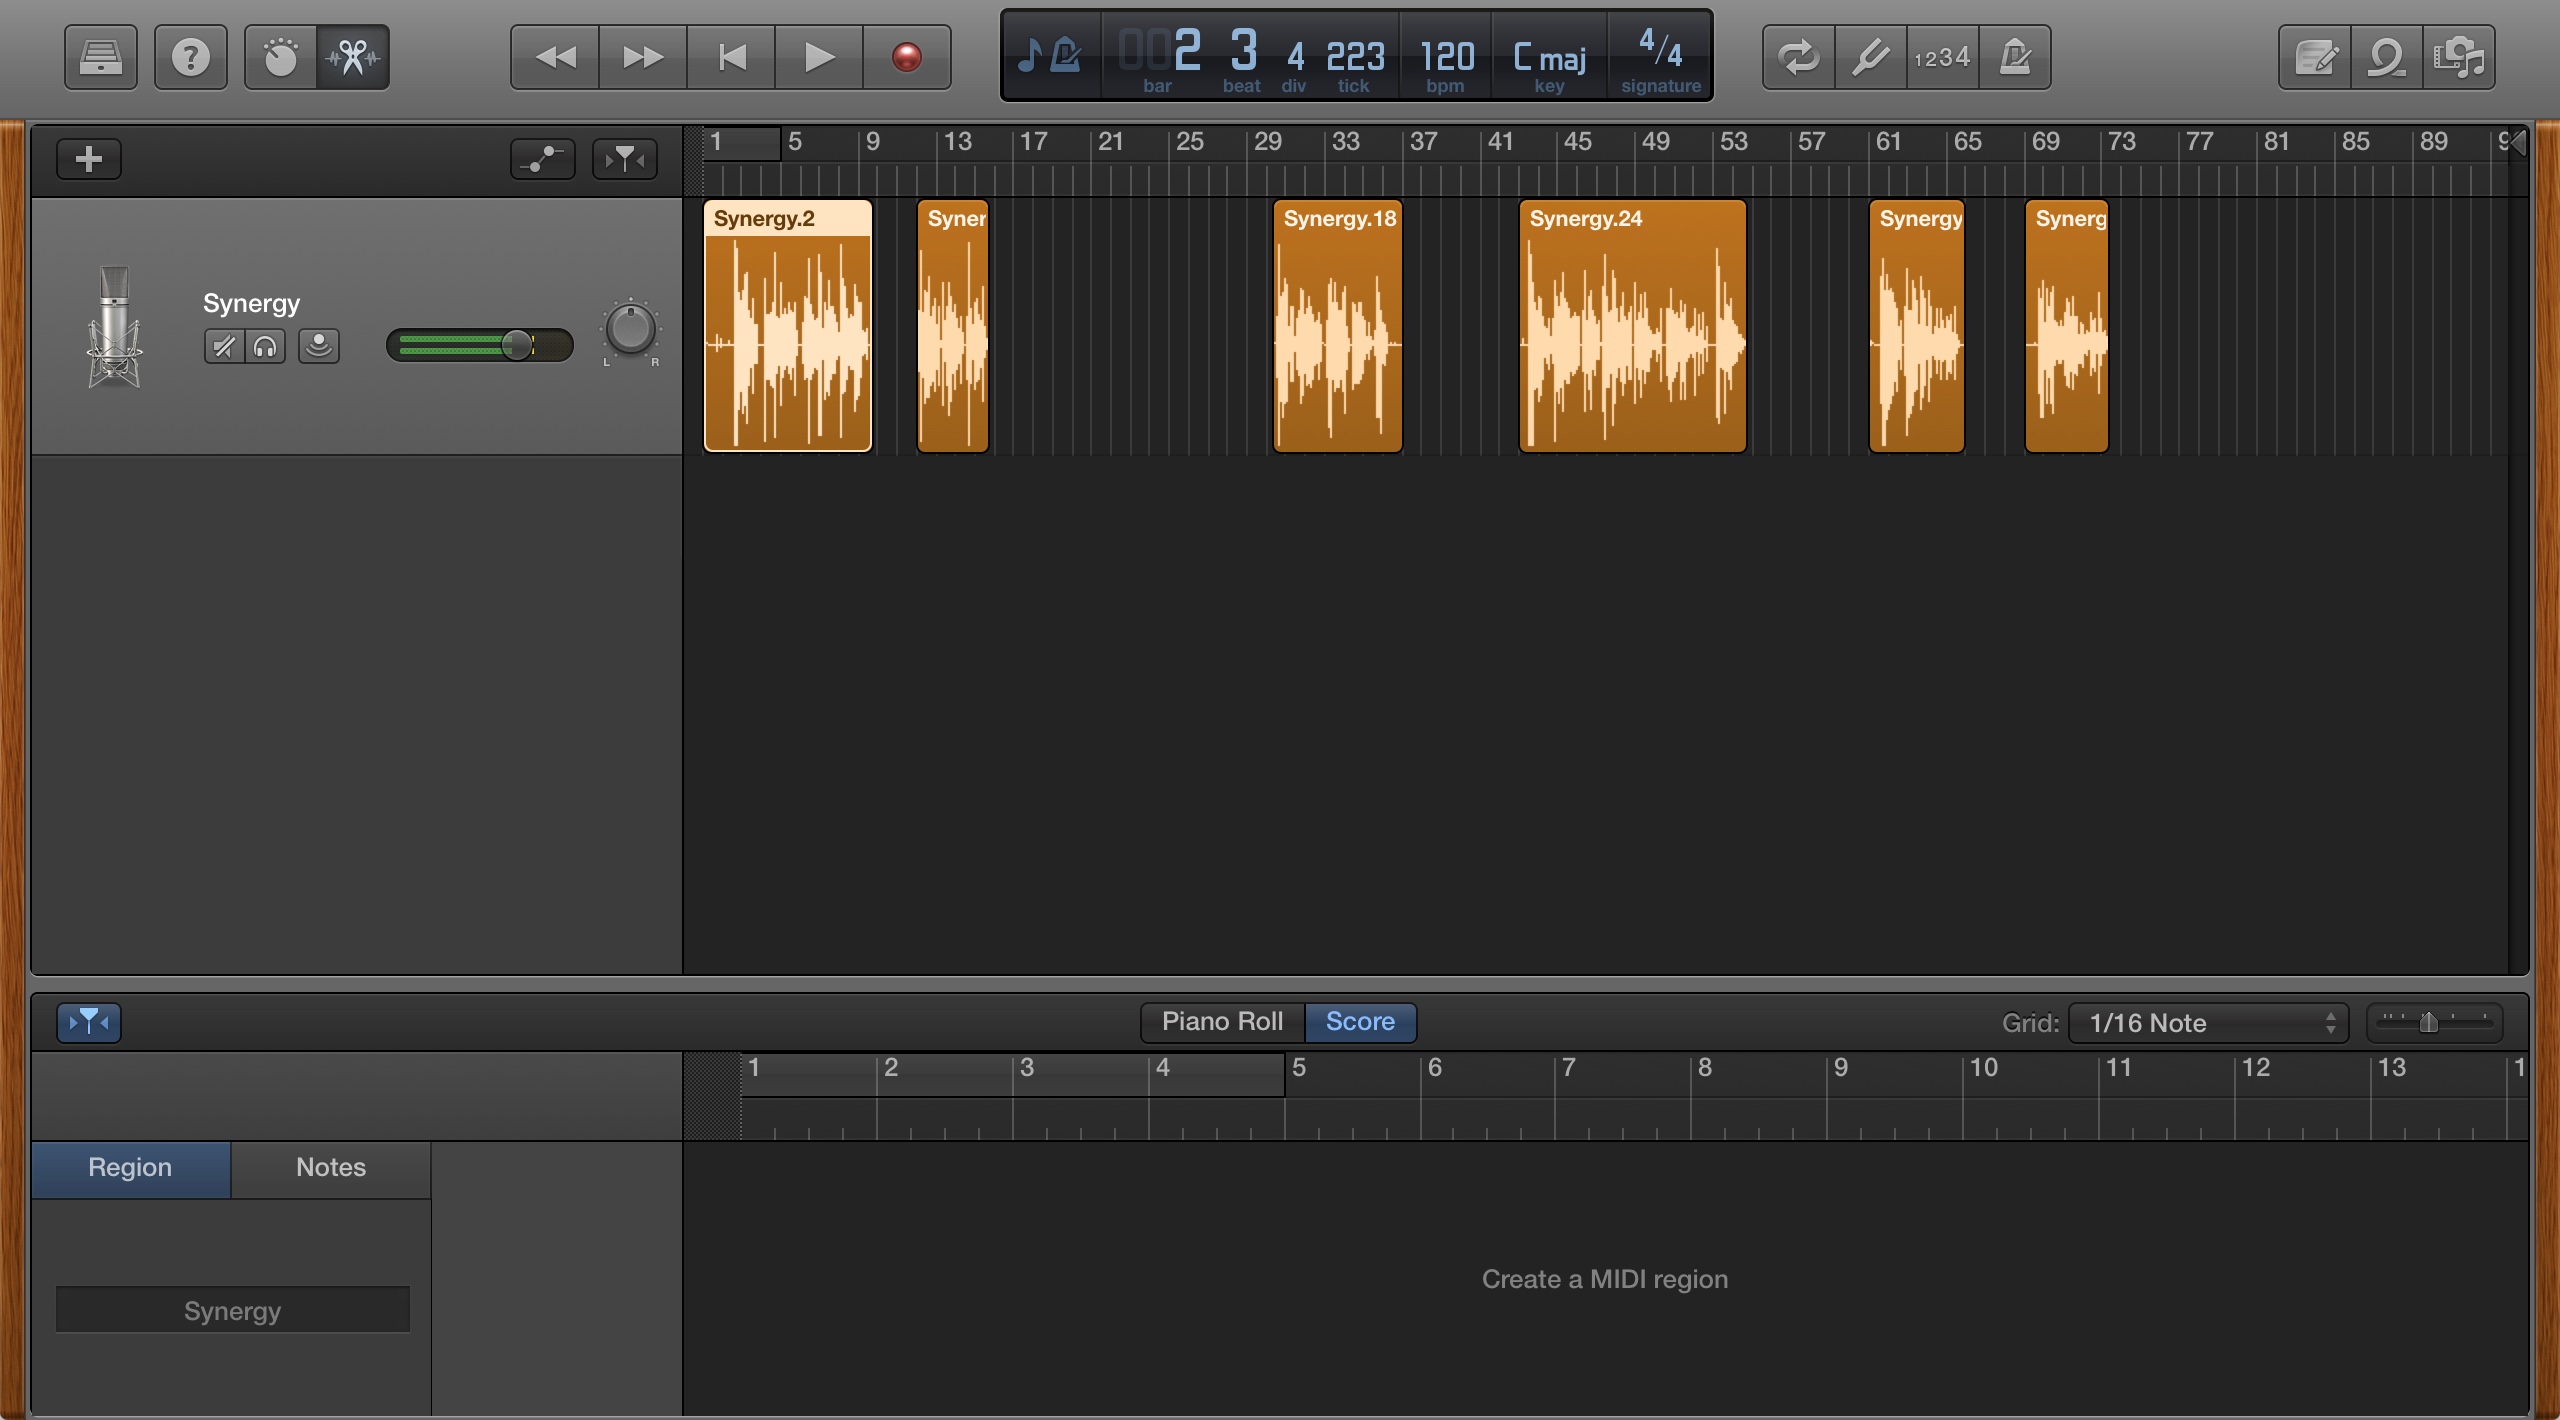 002 3 4 223 120 C maj 4/4
bar beat div tick bpm key signature
1234
1 5 9 13 17 21 25 29 33 37 41 45 49 53 57 61 65 69 73 77 81 85 89
Synergy.2 Syner Synergy.18 Synergy.24 Synergy Synerg
Synergy
L R
Piano Roll Score Grid: 1/16 Note
1 2 3 4 5 6 7 8 9 10 11 12 13 1
Region Notes
Create a MIDI region
Synergy